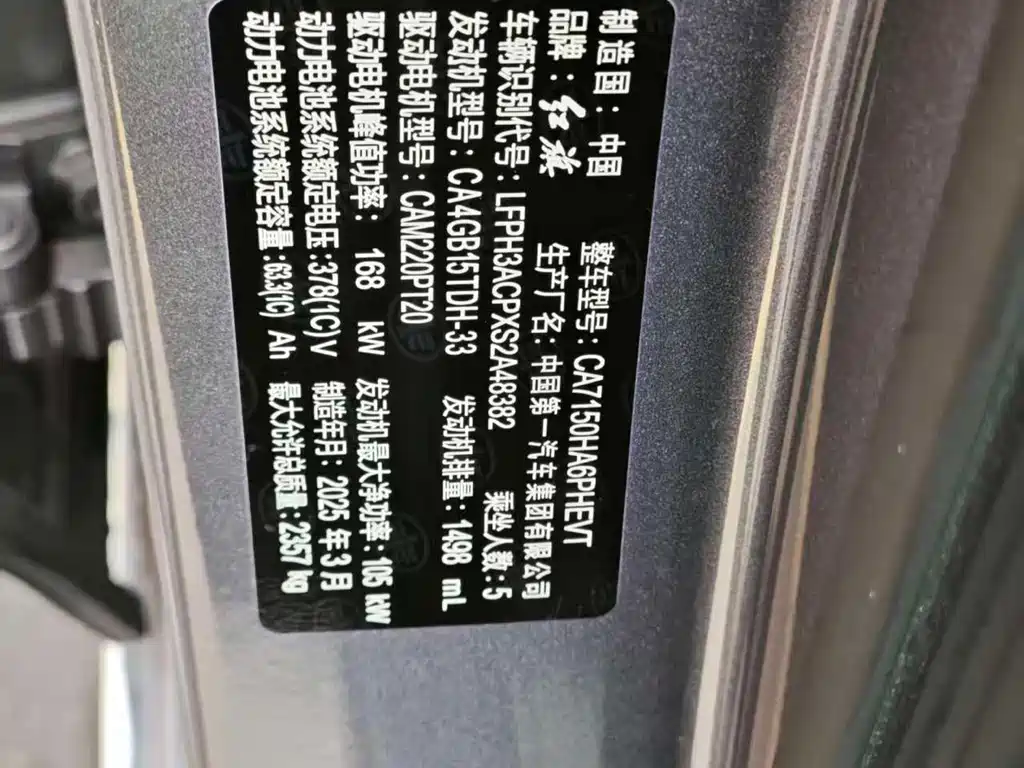 制造国：中国 整车型号：CA7150HA6PHEVT
品牌：红旗 生产厂名：中国第一汽车集团有限公司
车辆识别代号：LFPH3ACPXS2A48382 乘坐人数：5
发动机型号：CA4GB15TDH-33 发动机排量：1498 mL
驱动电机型号：CAM220PT20
驱动电机峰值功率：168 kW 发动机最大净功率：105 kW
动力电池系统额定电压：378(1C)V 制造年月：2025 年 3 月
动力电池系统额定容量：63.3(1C) Ah 最大允许总质量：2357 kg